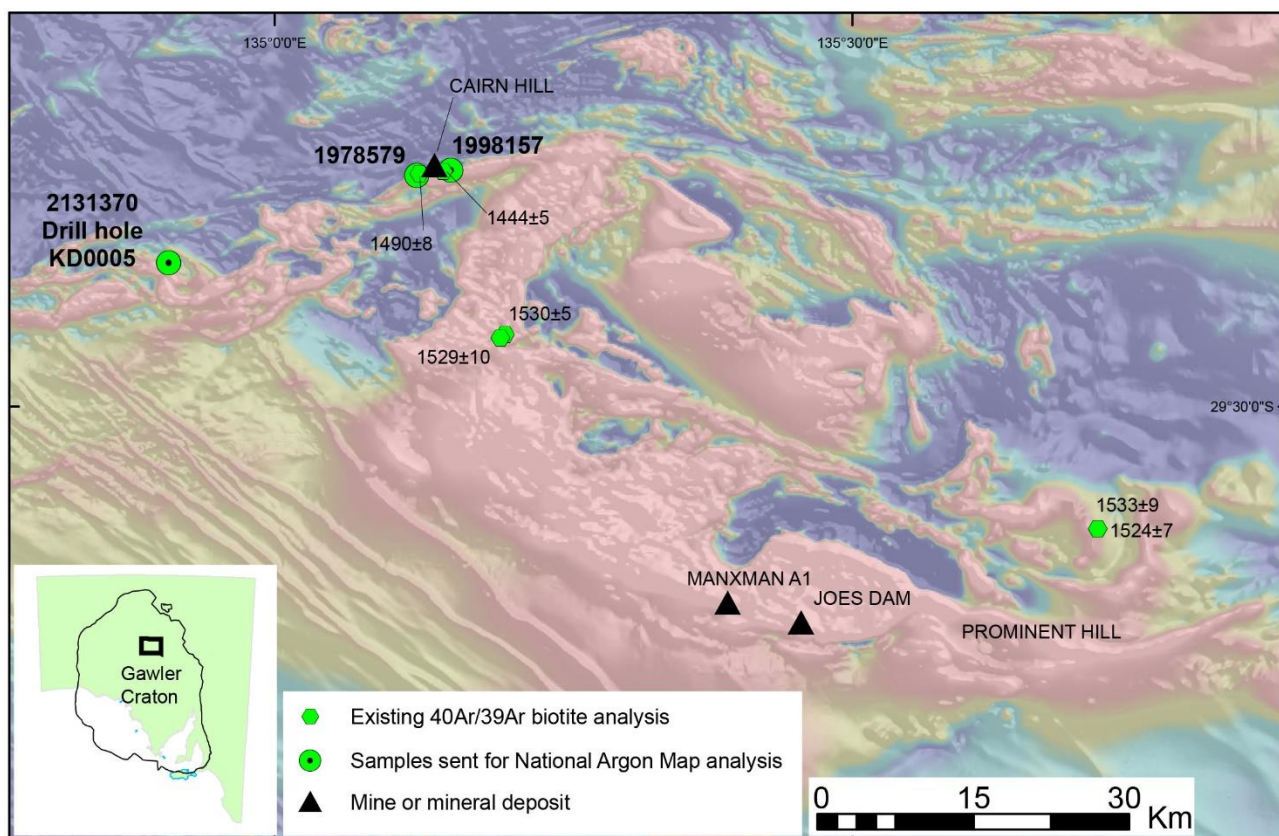 135°0'0"E
135°30'0"E
CAIRN HILL
1978579
1998157
2131370
Drill hole
KD0005
1444±5
1490±8
1530±5
1529±10
29°30'0"S
1533±9
1524±7
MANXMAN A1
JOES DAM
PROMINENT HILL
Gawler
Craton
Existing 40Ar/39Ar biotite analysis
Samples sent for National Argon Map analysis
Mine or mineral deposit
0 15 30
Km